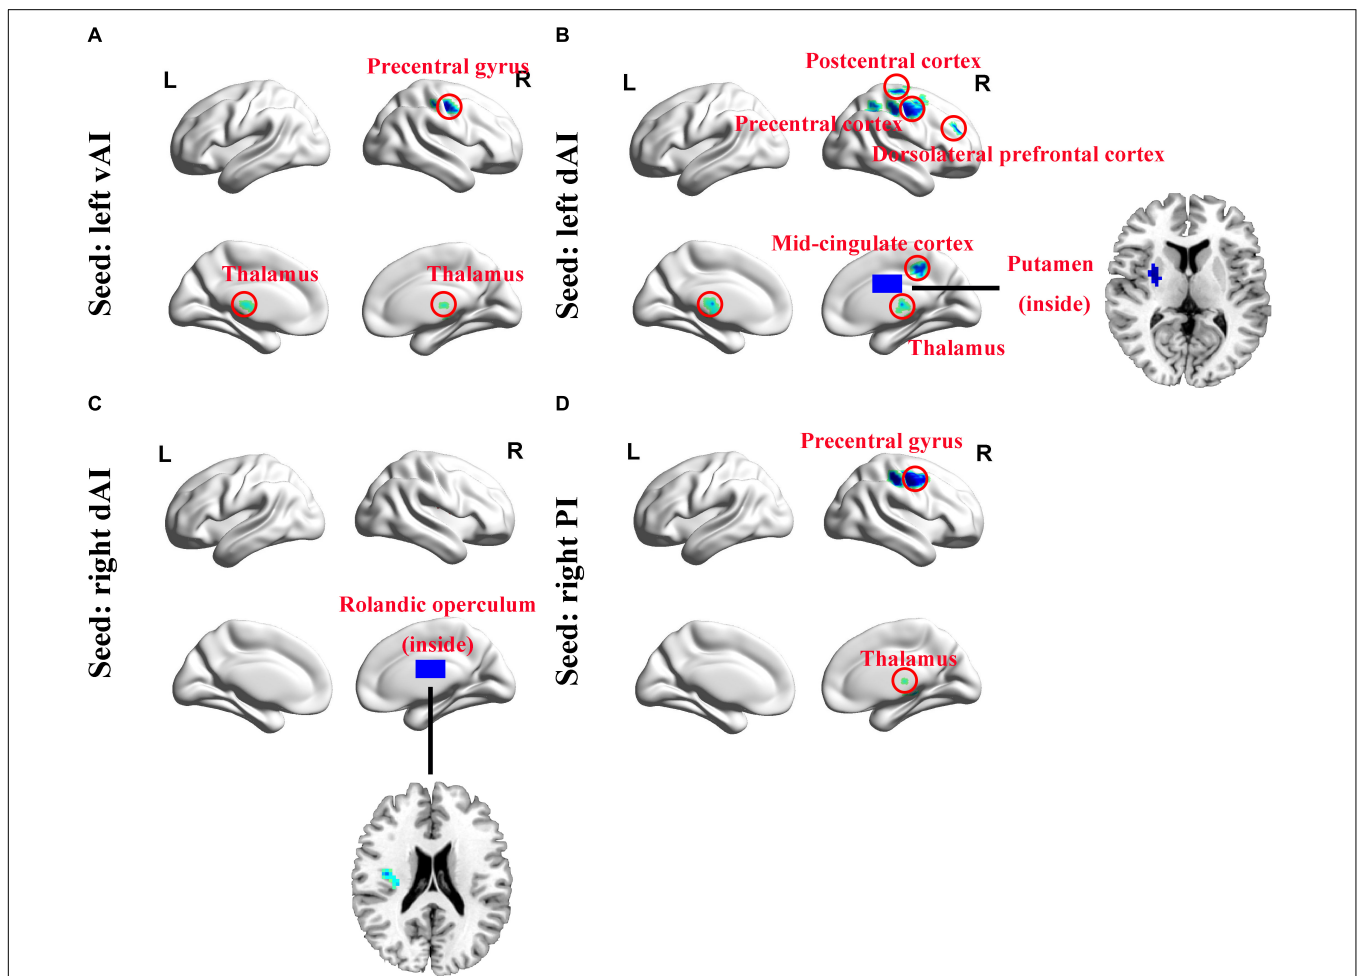 A
L
Precentral gyrus
R
Seed: left vAI
Thalamus
Thalamus
B
L
Postcentral cortex
R
Precentral cortex
Dorsolateral prefrontal cortex
Seed: left dAI
Mid-cingulate cortex
Putamen
(inside)
Thalamus
C
L
R
Seed: right dAI
Rolandic operculum
(inside)
D
L
Precentral gyrus
R
Seed: right PI
Thalamus